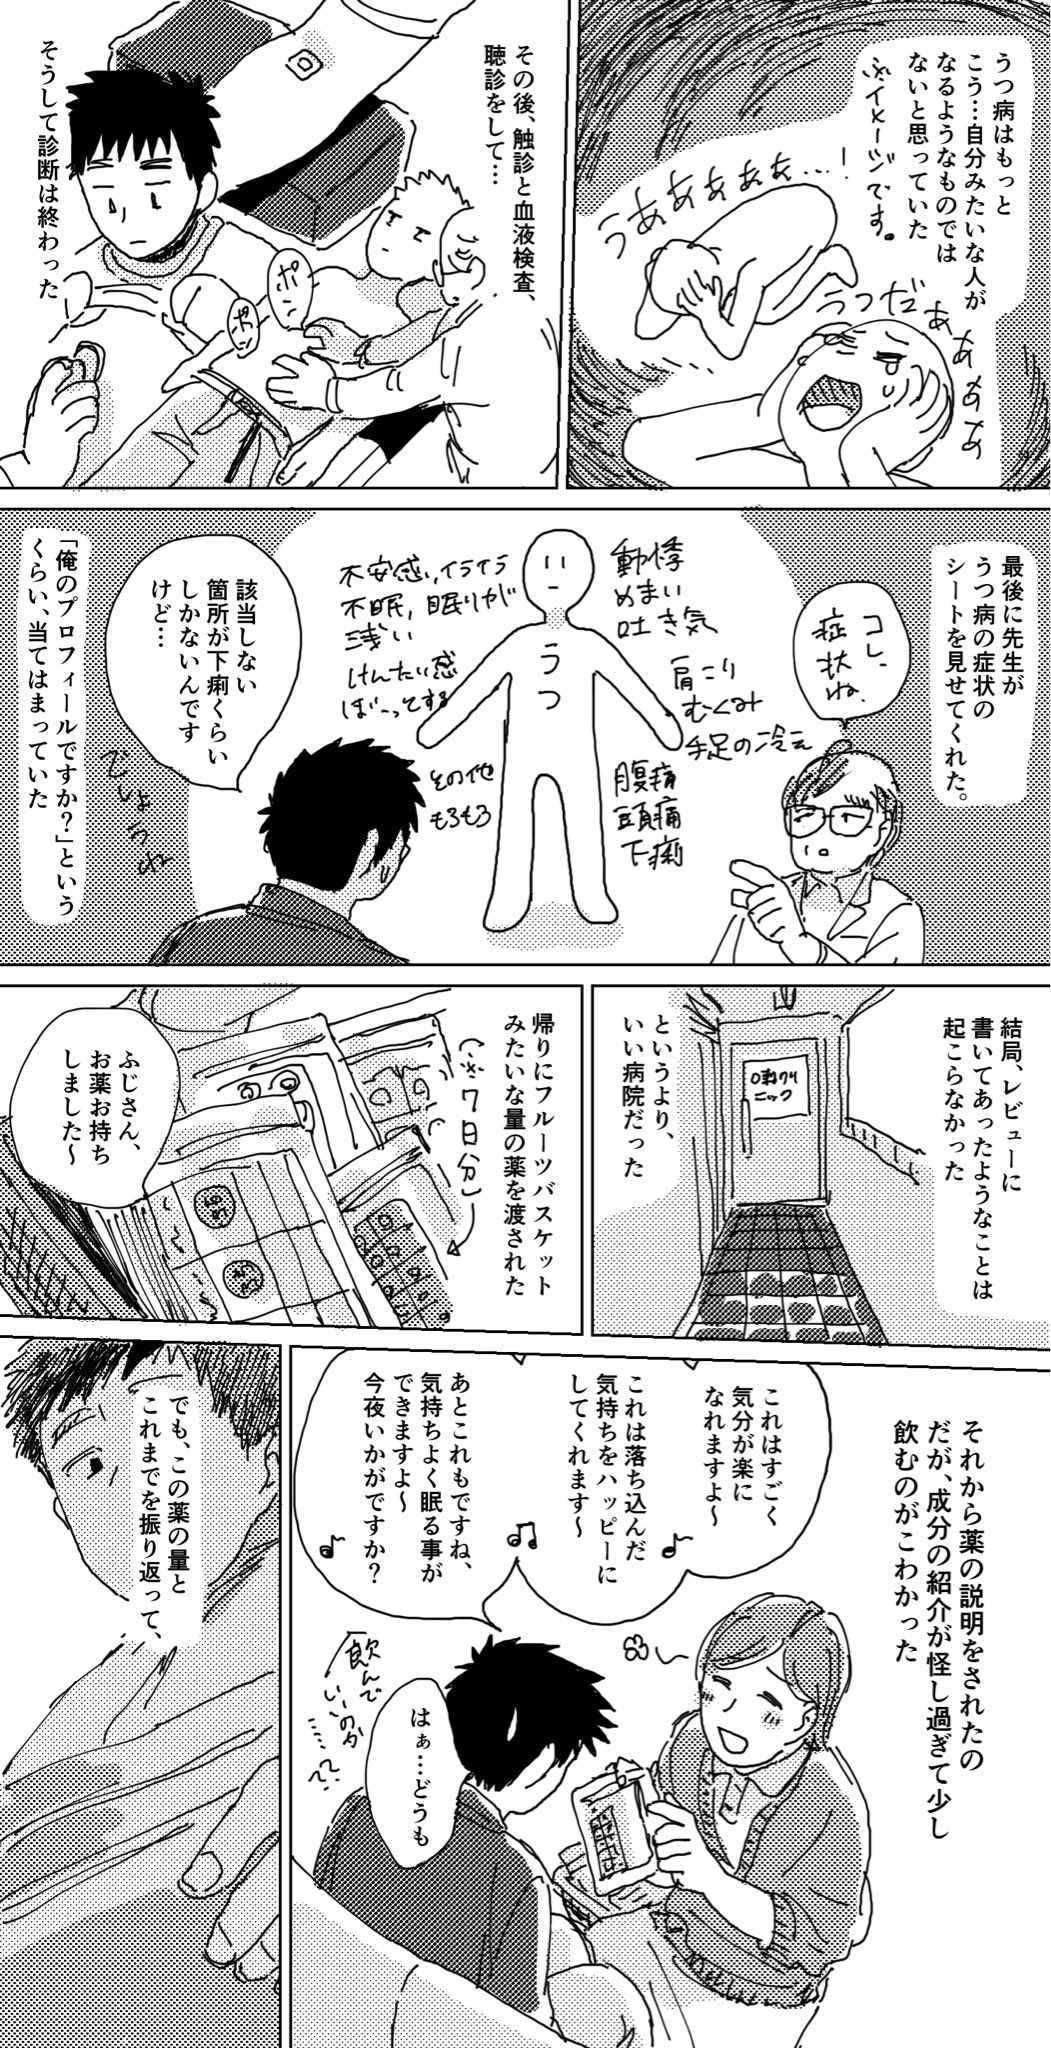 うつ病はもっと
こう…自分みたいな人が
なるようなものでは
ないと思っていた
※イメージです。
うああああぁ…!
うつだぁああああ
その後、触診と血液検査、
聴診をして…
ポン
ポン
そうして診断は終わった
最後に先生が
うつ病の症状の
シートを見せてくれた。
コレ、
症状ね
動悸
めまい
吐き気
肩こり
むくみ
手足の冷え
腹痛
頭痛
下痢
うつ
不安感,イライラ
不眠,眠りが
浅い
けんたい感
ぼーっとする
その他
もろもろ
該当しない
箇所が下痢くらい
しかないんです
けど…
でしょうね
「俺のプロフィールですか?」という
くらい、当てはまっていた
結局、レビューに
書いてあったようなことは
起こらなかった
というより、
いい病院だった
帰りにフルーツバスケット
みたいな量の薬を渡された
(※7日分)
ふじさん、
お薬お持ち
しました～
それから薬の説明をされたの
だが、成分の紹介が怪し過ぎて少し
飲むのがこわかった
これはすごく
気分が楽に
なれますよ～
これは落ち込んだ
気持ちをハッピーに
してくれます～
あとこれもですね、
気持ちよく眠る事が
できますよ～
今夜いかがですか?
はぁ…どうも
飲んで
いいのか
……??
でも、この薬の量と
これまでを振り返って、